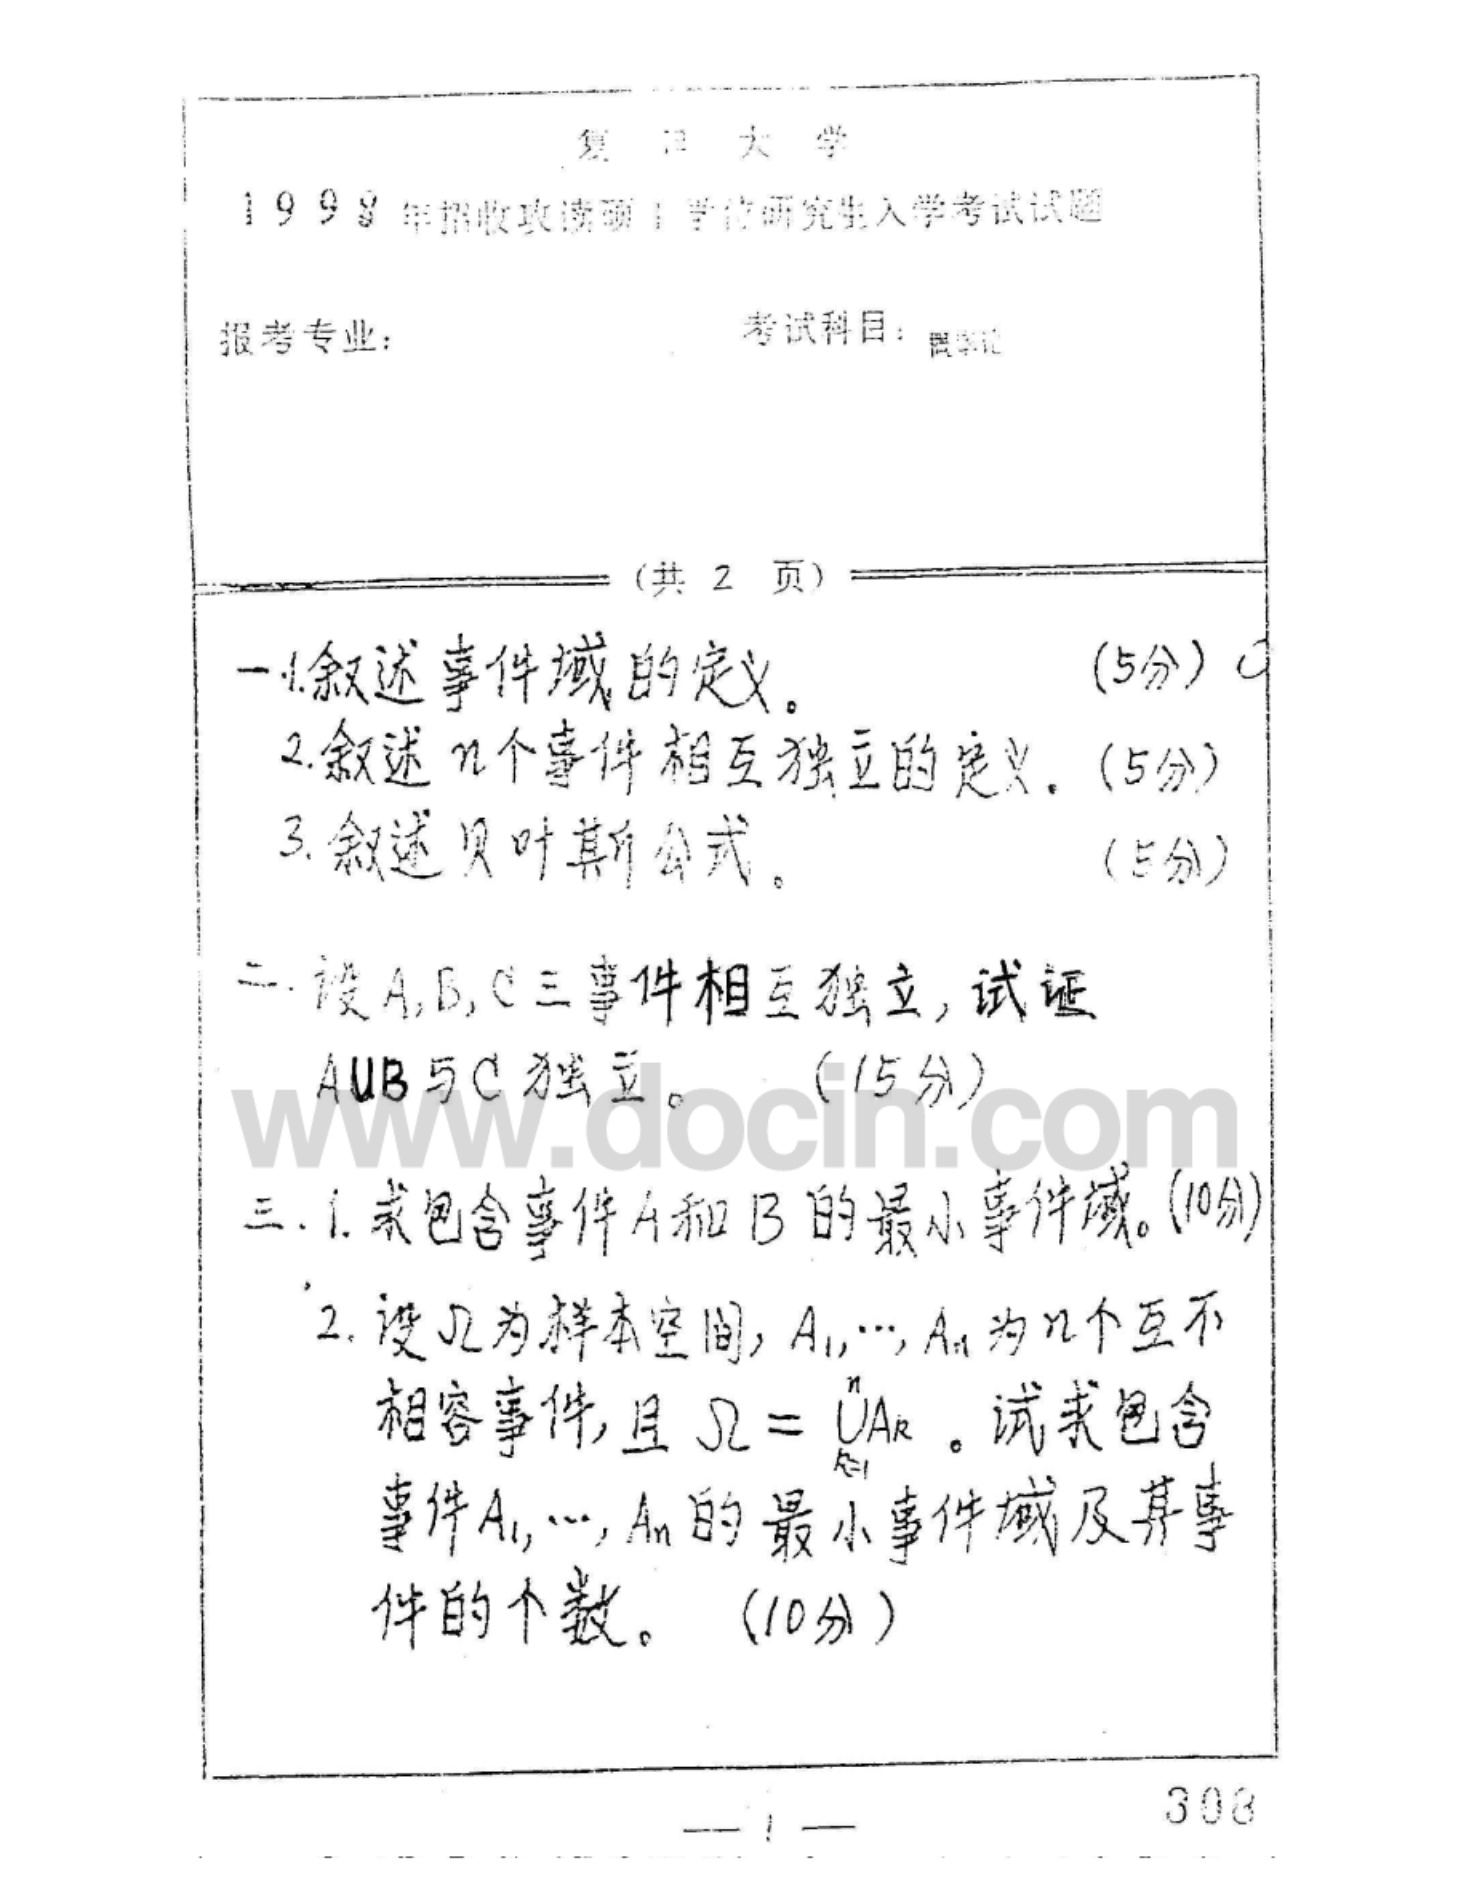 复旦大学
1998年招收攻读硕士学位研究生入学考试试题
报考专业：
考试科目：概率论
(共 2 页)
一.1.叙述事件域的定义。 (5分)
2.叙述n个事件相互独立的定义. (5分)
3.叙述贝叶斯公式。 (5分)
二.设A,B,C三事件相互独立,试证
A∪B与C独立。 (15分)
www.docin.com
三.1.求包含事件A和B的最小事件域。(10分)
2.设Ω为样本空间,A₁,…,Aₙ为n个互不
相容事件,且Ω=⋃ₖ₌₁ⁿAₖ。试求包含
事件A₁,…,Aₙ的最小事件域及其事
件的个数。 (10分)
308
— 1 —